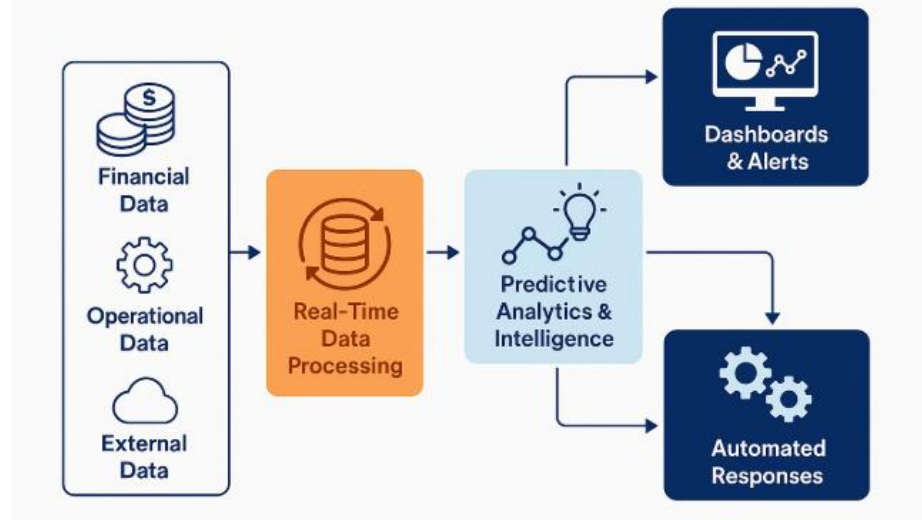 $
Financial
Data
Operational
Data
External
Data
Real-Time
Data
Processing
Predictive
Analytics &
Intelligence
Dashboards
& Alerts
Automated
Responses